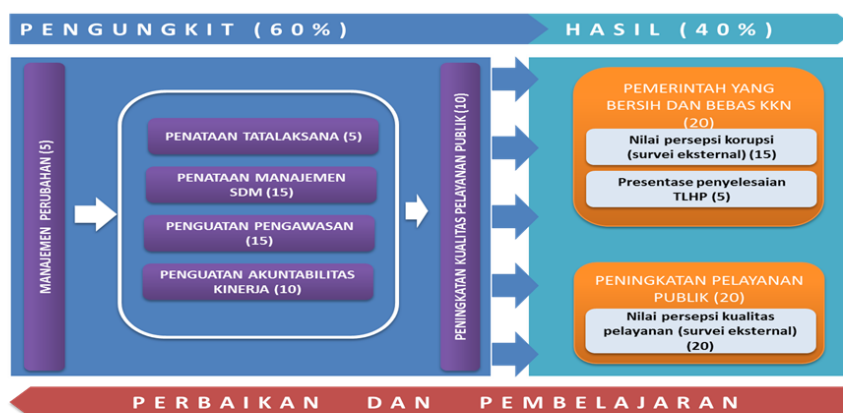 PENGUNGKIT (60%)
HASIL (40%)
MANAJEMEN PERUBAHAN (5)
PENATAAN TATALAKSANA (5)
PENATAAN MANAJEMEN
SDM (15)
PENGUATAN PENGAWASAN
(15)
PENGUATAN AKUNTABILITAS
KINERJA (10)
PENINGKATAN KUALITAS PELAYANAN PUBLIK (10)
PEMERINTAH YANG
BERSIH DAN BEBAS KKN
(20)
Nilai persepsi korupsi
(survei eksternal) (15)
Presentase penyelesaian
TLHP (5)
PENINGKATAN PELAYANAN
PUBLIK (20)
Nilai persepsi kualitas
pelayanan (survei eksternal)
(20)
PERBAIKAN DAN PEMBELAJARAN